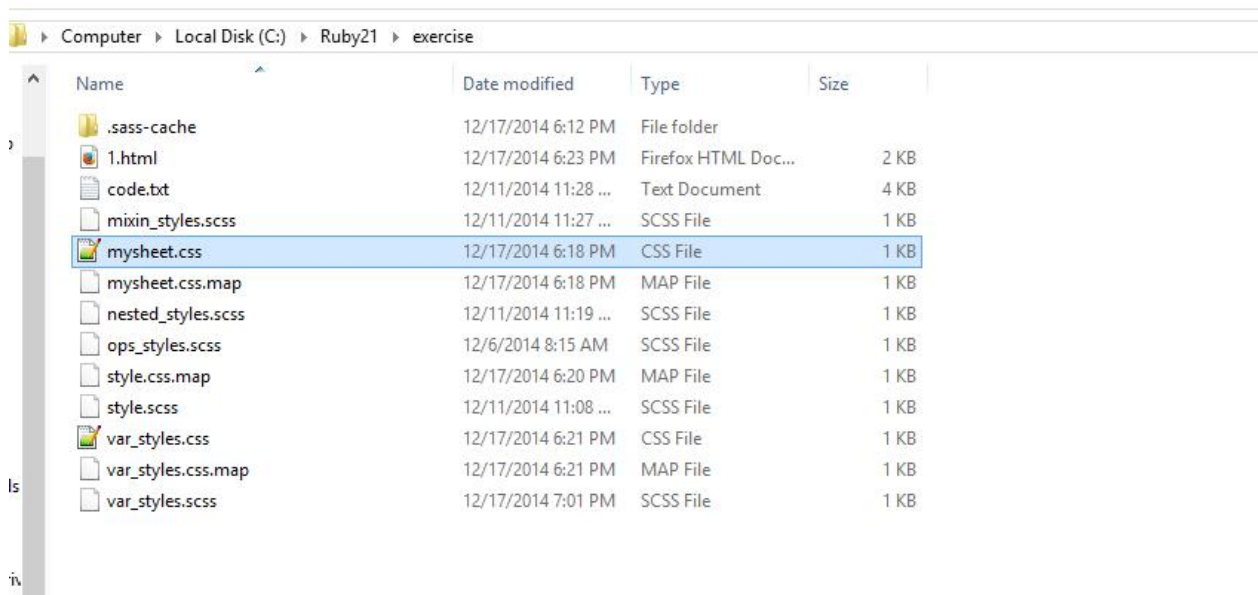 Computer Local Disk (C:) Ruby21 exercise
Name Date modified Type Size
.sass-cache 12/17/2014 6:12 PM File folder
1.html 12/17/2014 6:23 PM Firefox HTML Doc... 2 KB
code.txt 12/11/2014 11:28 ... Text Document 4 KB
mixin_styles.scss 12/11/2014 11:27 ... SCSS File 1 KB
mysheet.css 12/17/2014 6:18 PM CSS File 1 KB
mysheet.css.map 12/17/2014 6:18 PM MAP File 1 KB
nested_styles.scss 12/11/2014 11:19 ... SCSS File 1 KB
ops_styles.scss 12/6/2014 8:15 AM SCSS File 1 KB
style.css.map 12/17/2014 6:20 PM MAP File 1 KB
style.scss 12/11/2014 11:08 ... SCSS File 1 KB
var_styles.css 12/17/2014 6:21 PM CSS File 1 KB
var_styles.css.map 12/17/2014 6:21 PM MAP File 1 KB
ls
var_styles.scss 12/17/2014 7:01 PM SCSS File 1 KB
riv